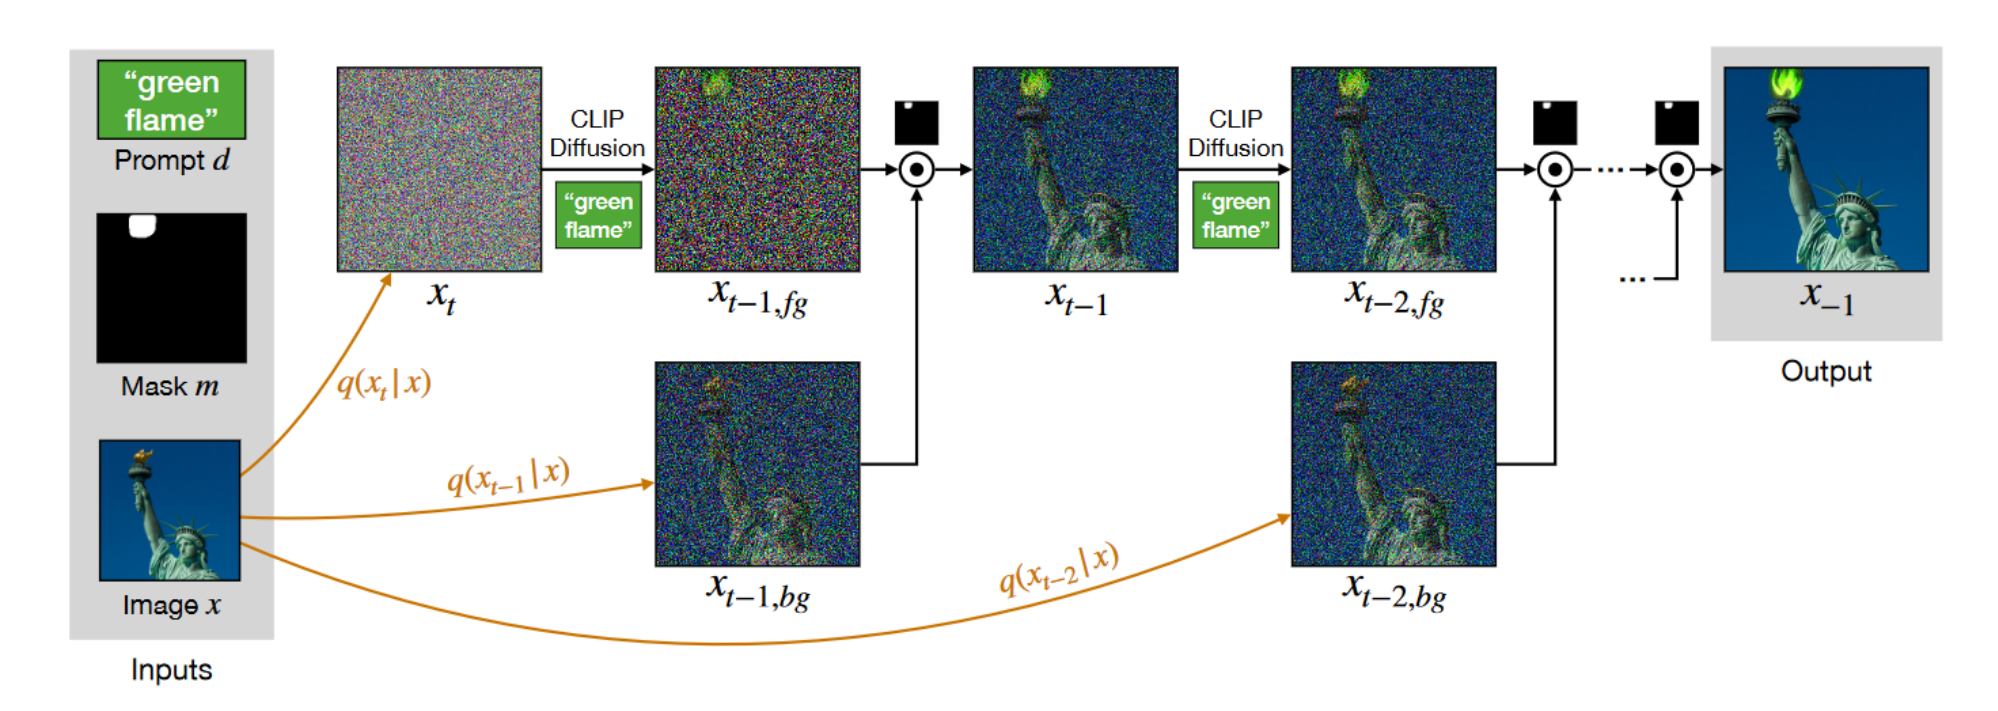 “green
flame”
Prompt d
Mask m
Image x
Inputs
x_t
CLIP
Diffusion
“green
flame”
x_{t−1,fg}
x_{t−1}
CLIP
Diffusion
“green
flame”
x_{t−2,fg}
...
...
x_{−1}
Output
q(x_t|x)
q(x_{t−1}|x)
x_{t−1,bg}
q(x_{t−2}|x)
x_{t−2,bg}